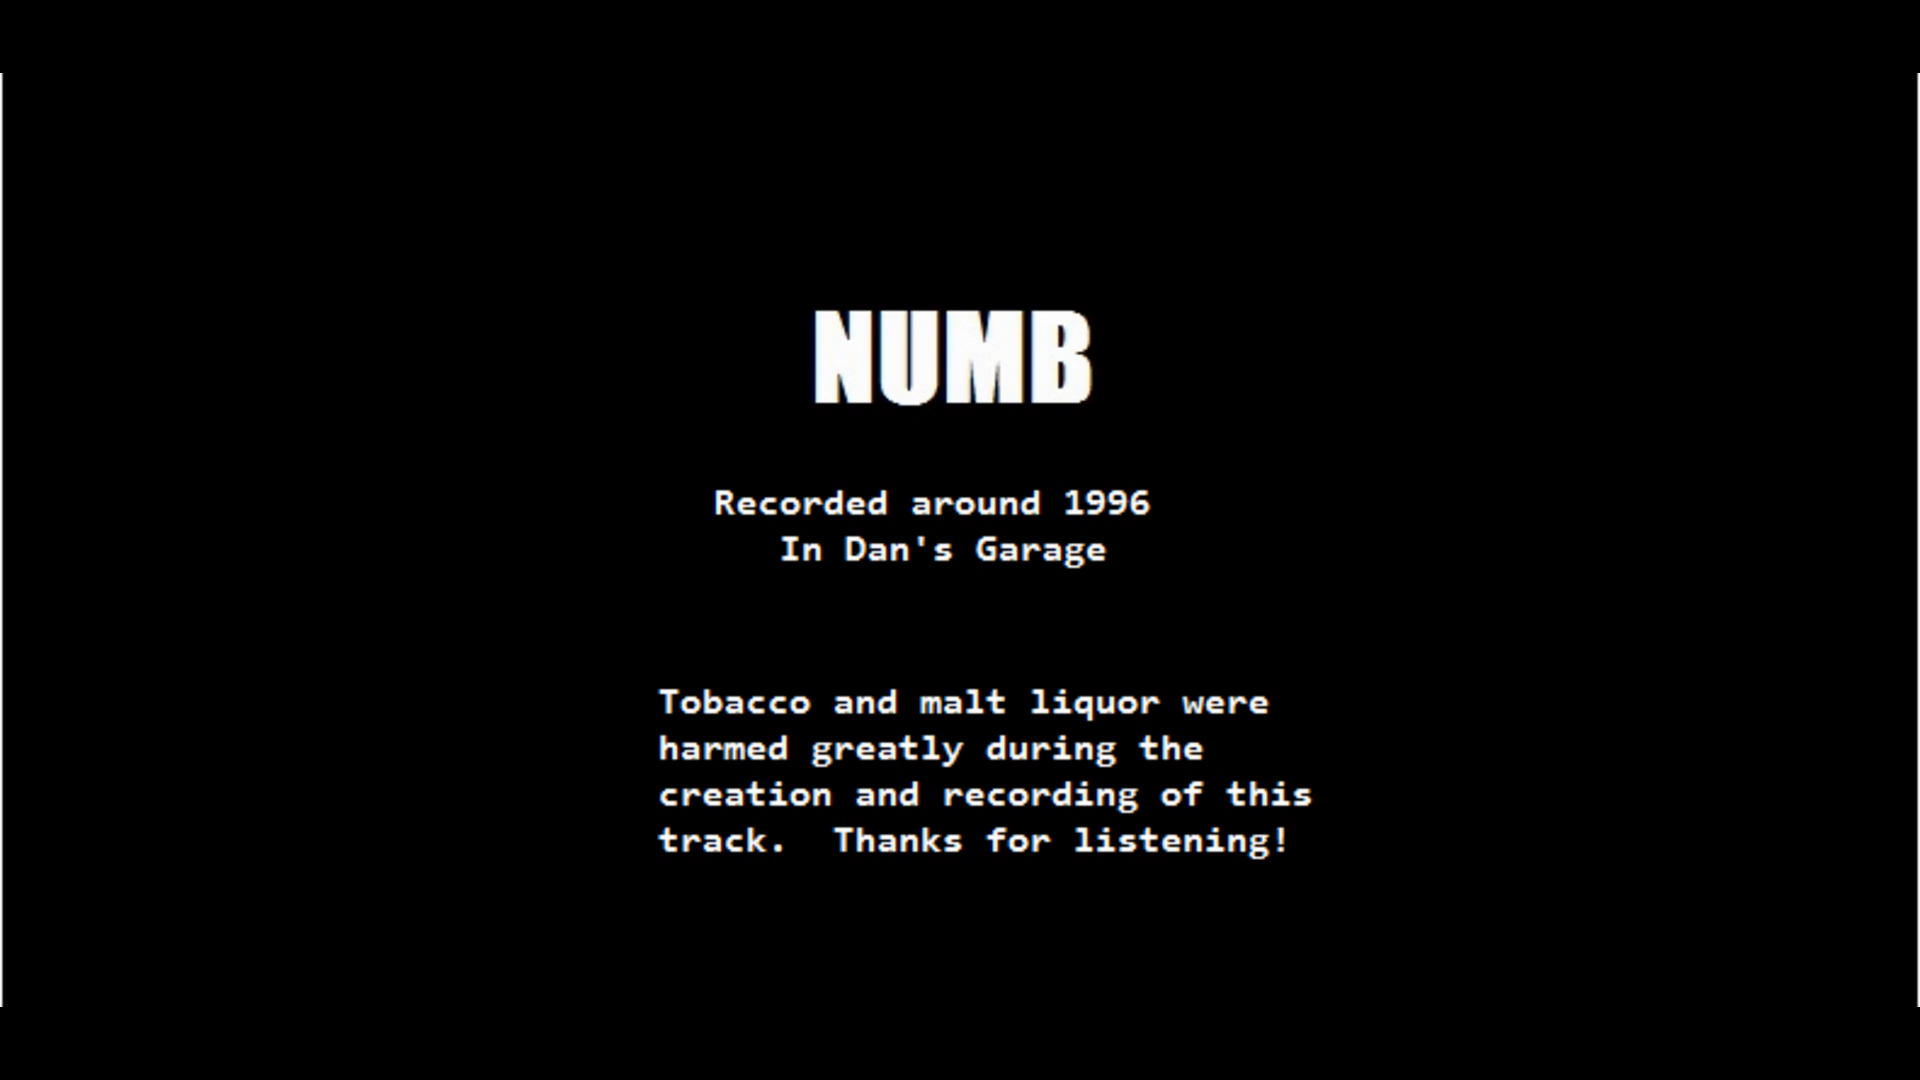 NUMB
Recorded around 1996
In Dan's Garage
Tobacco and malt liquor were
harmed greatly during the
creation and recording of this
track.  Thanks for listening!